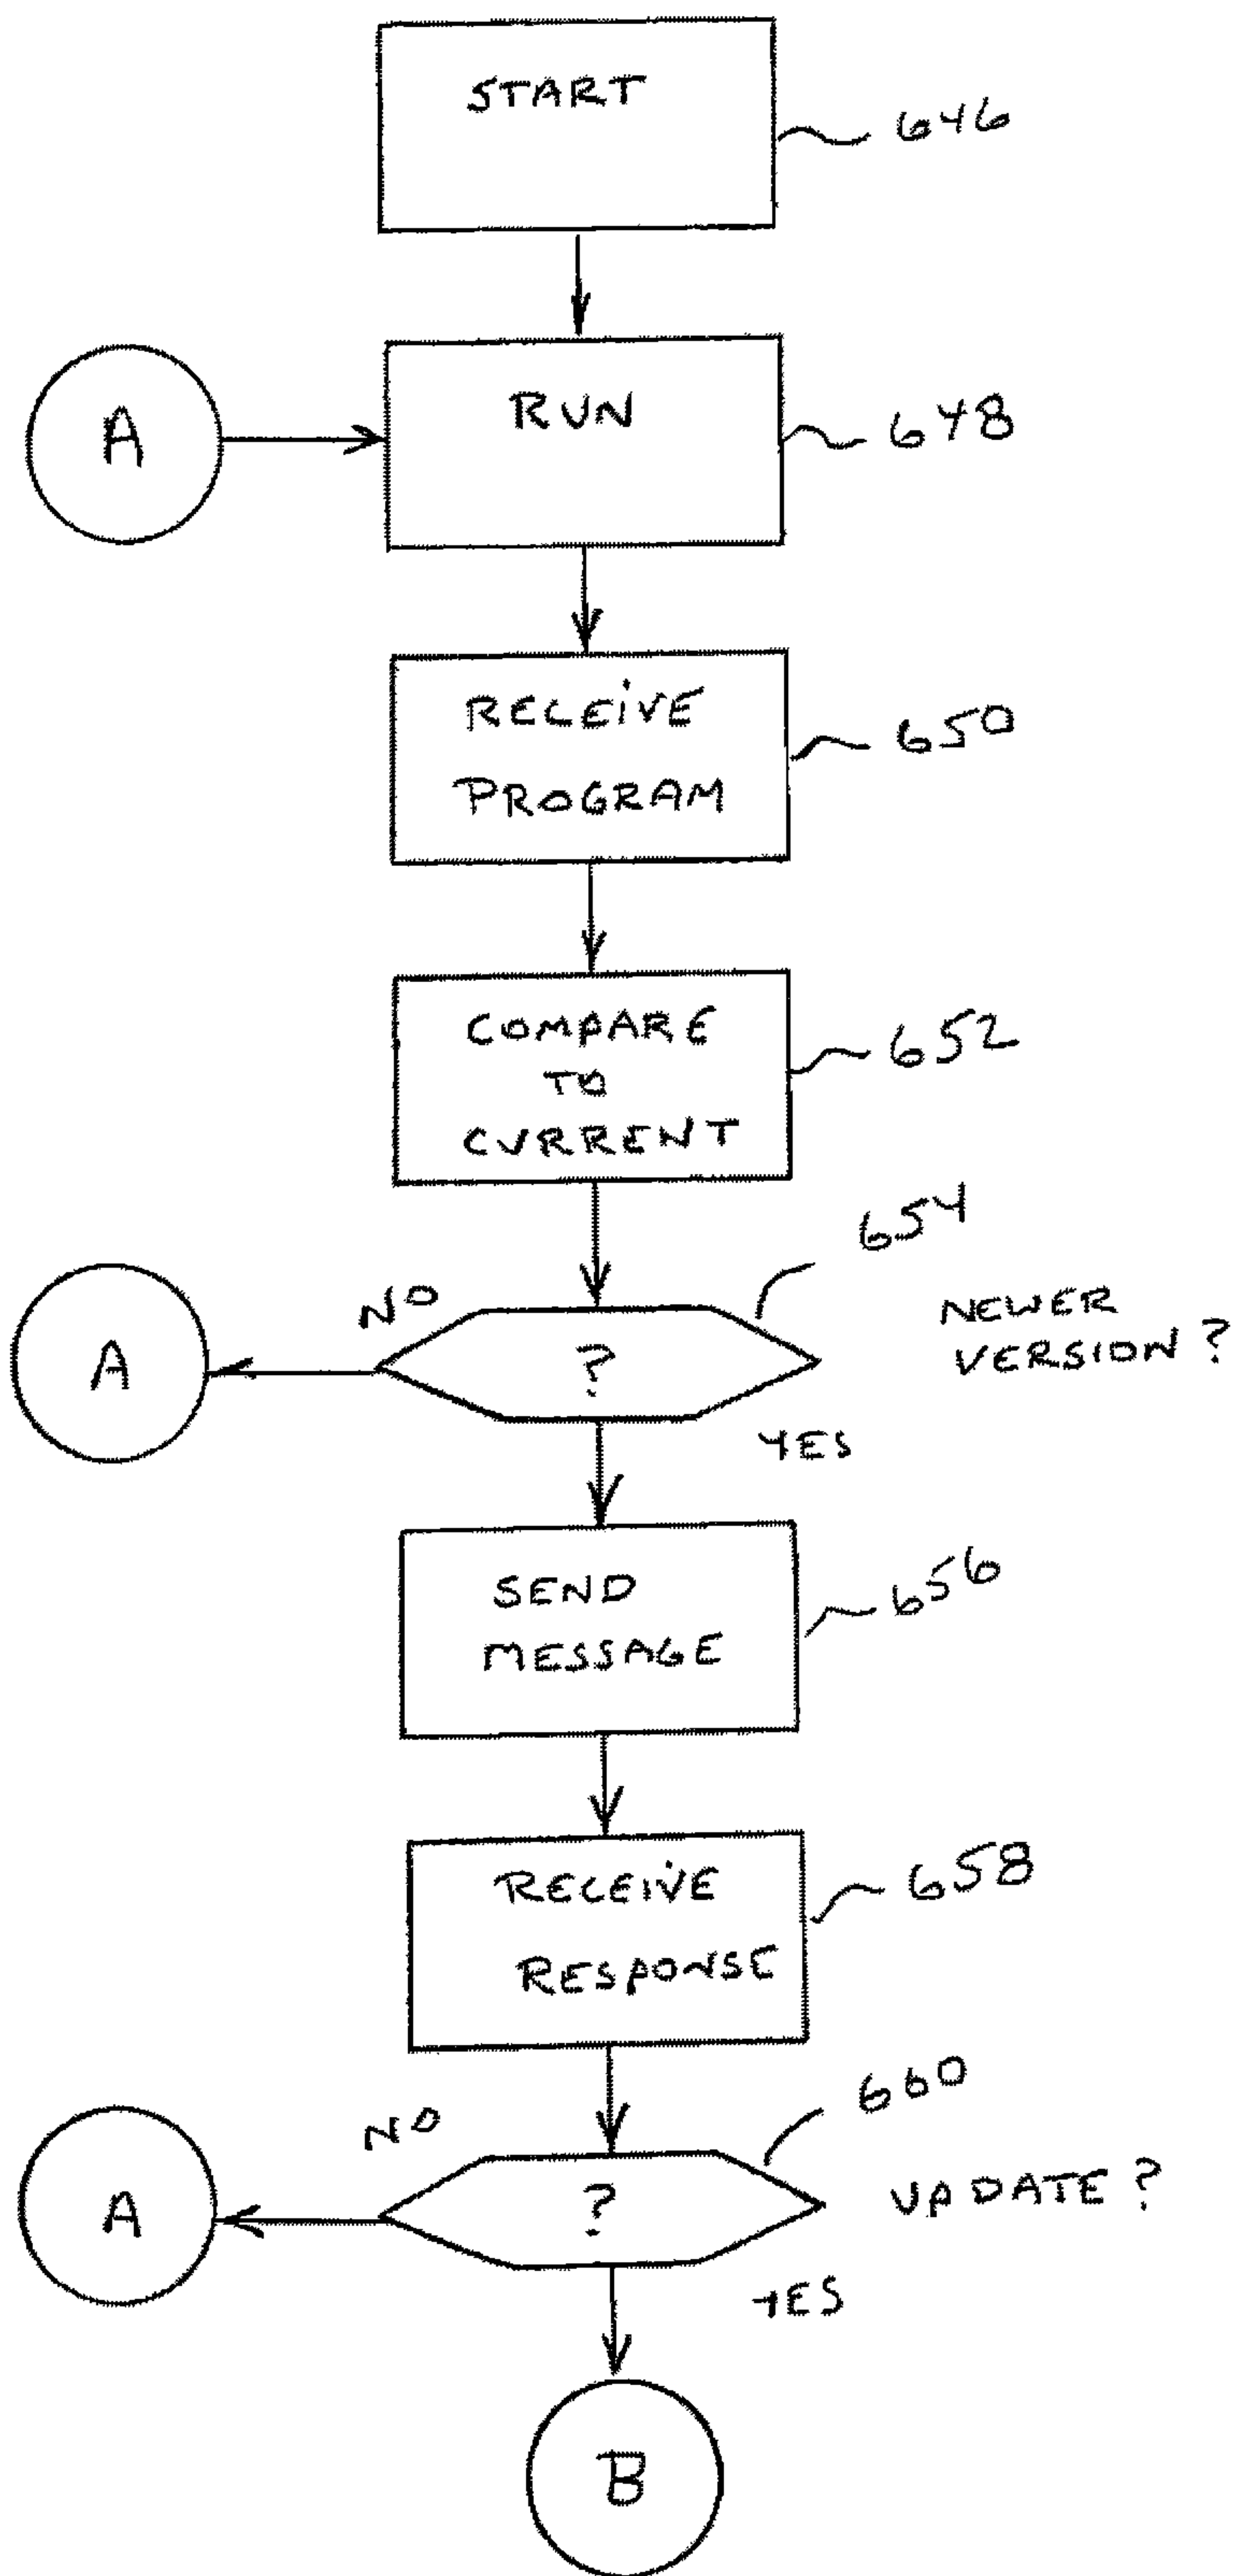 START
646
A
RUN
648
RECEIVE
650
PROGRAM
COMPARE
652
TO
CURRENT
654
NO
NEWER
A
?
VERSION?
YES
SEND
656
MESSAGE
RECEIVE
658
RESPONSE
660
NO
A
?
UPDATE?
YES
B